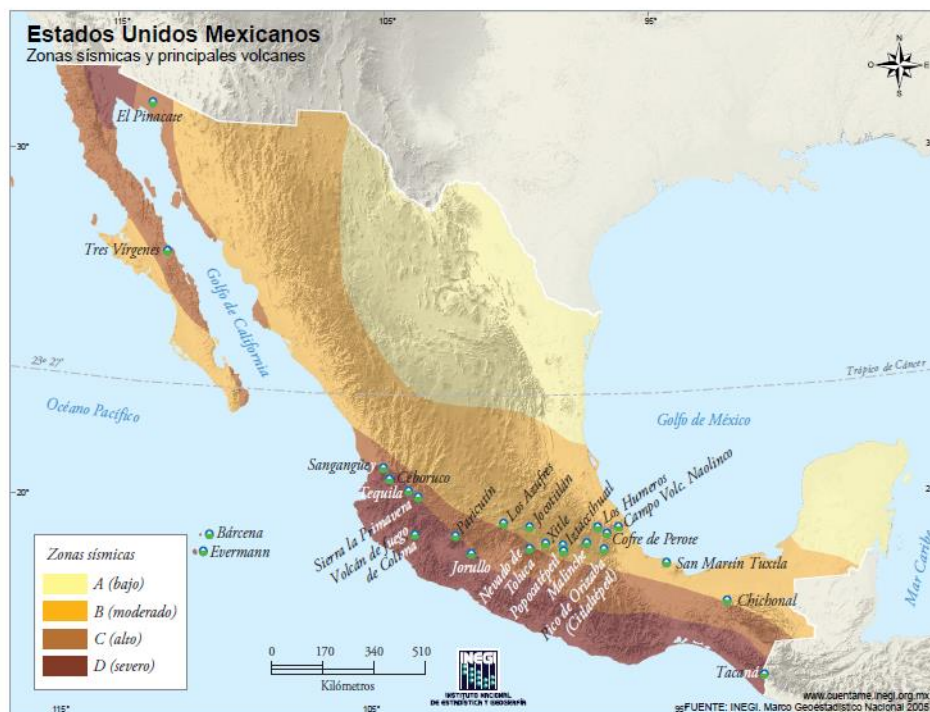 Estados Unidos Mexicanos
Zonas sísmicas y principales volcanes
115°
105°
95°
N
O
E
S
El Pinacate
30°
Tres Vírgenes
Golfo de California
23° 27'
Trópico de Cáncer
Océano Pacífico
Golfo de México
Sangangüey
Ceboruco
20°
Tequila
Sierra la Primavera
Volcán de Fuego
de Colima
Paricutín
Jorullo
Los Azufres
Jocotitlán
Xitle
Iztaccíhual
Los Humeros
Campo Volc. Naolinco
Nevado de
Toluca
Popocatépetl
Malinche
Pico de Orizaba
(Citlaltépetl)
Cofre de Perose
San Martín Tuxtla
Chichonal
Tacaná
Bárcena
Evermann
Mar Caribe
Zonas sísmicas
A (bajo)
B (moderado)
C (alto)
D (severo)
0 170 340 510
Kilómetros
INEGI
INSTITUTO NACIONAL
DE ESTADÍSTICA Y GEOGRAFÍA
www.cuentame.inegi.org.mx
FUENTE: INEGI. Marco Geoestadístico Nacional 2005
115°
105°
95°